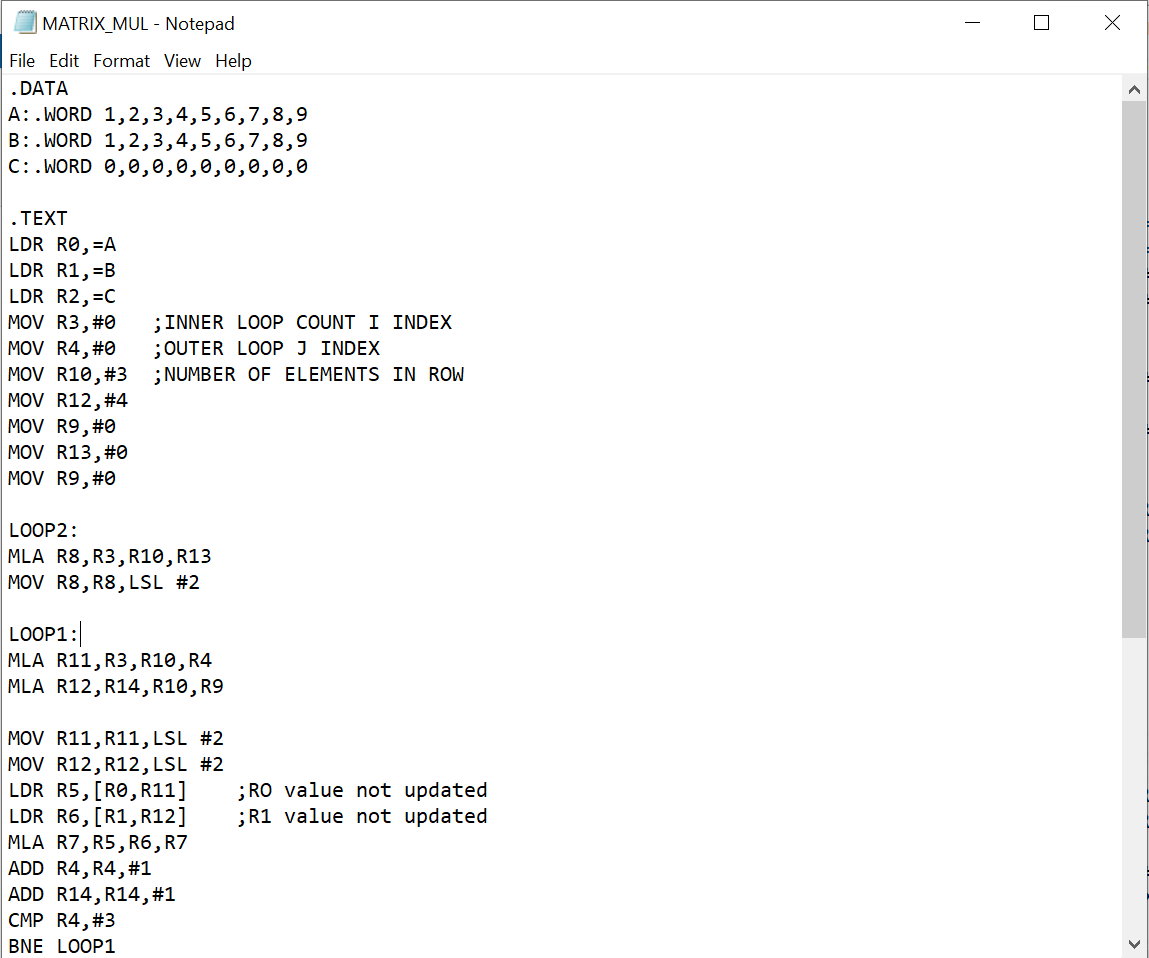 MATRIX_MUL - Notepad
File Edit Format View Help
.DATA
A:.WORD 1,2,3,4,5,6,7,8,9
B:.WORD 1,2,3,4,5,6,7,8,9
C:.WORD 0,0,0,0,0,0,0,0,0
.TEXT
LDR R0,=A
LDR R1,=B
LDR R2,=C
MOV R3,#0   ;INNER LOOP COUNT I INDEX
MOV R4,#0   ;OUTER LOOP J INDEX
MOV R10,#3  ;NUMBER OF ELEMENTS IN ROW
MOV R12,#4
MOV R9,#0
MOV R13,#0
MOV R9,#0
LOOP2:
MLA R8,R3,R10,R13
MOV R8,R8,LSL #2
LOOP1:
MLA R11,R3,R10,R4
MLA R12,R14,R10,R9
MOV R11,R11,LSL #2
MOV R12,R12,LSL #2
LDR R5,[R0,R11]    ;RO value not updated
LDR R6,[R1,R12]    ;R1 value not updated
MLA R7,R5,R6,R7
ADD R4,R4,#1
ADD R14,R14,#1
CMP R4,#3
BNE LOOP1